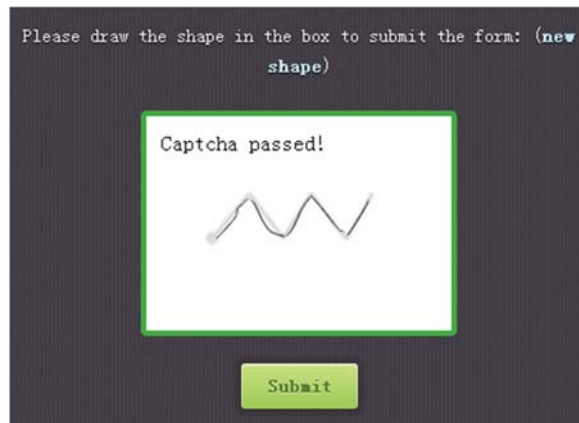 Please draw the shape in the box to submit the form: (new
shape)
Captcha passed!
Submit